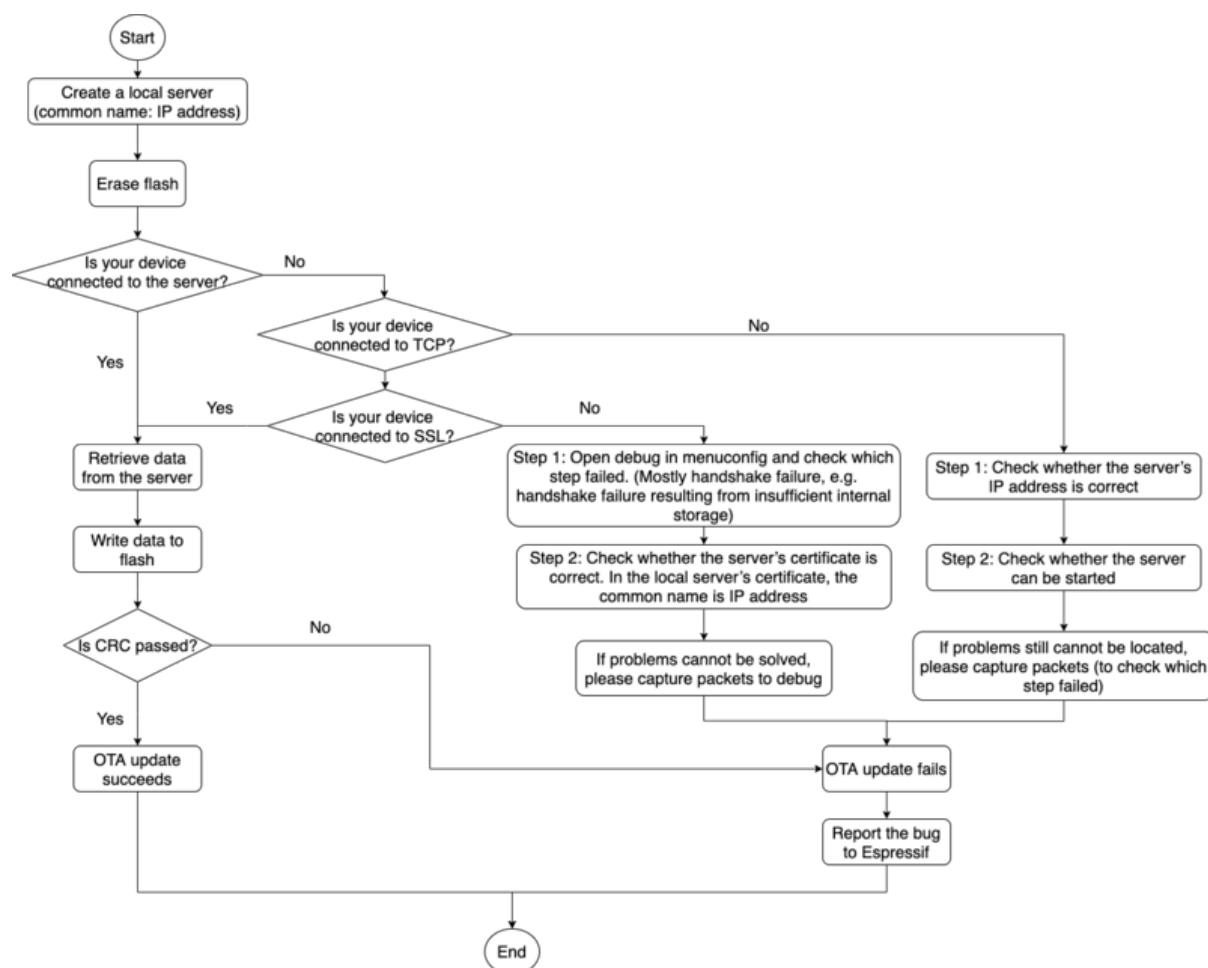 Start
Create a local server
(common name: IP address)
Erase flash
Is your device
connected to the server?
No
Is your device
connected to TCP?
No
Yes
Yes
Is your device
connected to SSL?
No
Retrieve data
from the server
Step 1: Open debug in menuconfig and check which
step failed. (Mostly handshake failure, e.g.
handshake failure resulting from insufficient internal
storage)
Step 1: Check whether the server's
IP address is correct
Write data to
flash
Step 2: Check whether the server's certificate is
correct. In the local server's certificate, the
common name is IP address
Step 2: Check whether the server
can be started
Is CRC passed?
No
If problems cannot be solved,
please capture packets to debug
If problems still cannot be located,
please capture packets (to check which
step failed)
Yes
OTA update
succeeds
OTA update fails
Report the bug
to Espressif
End